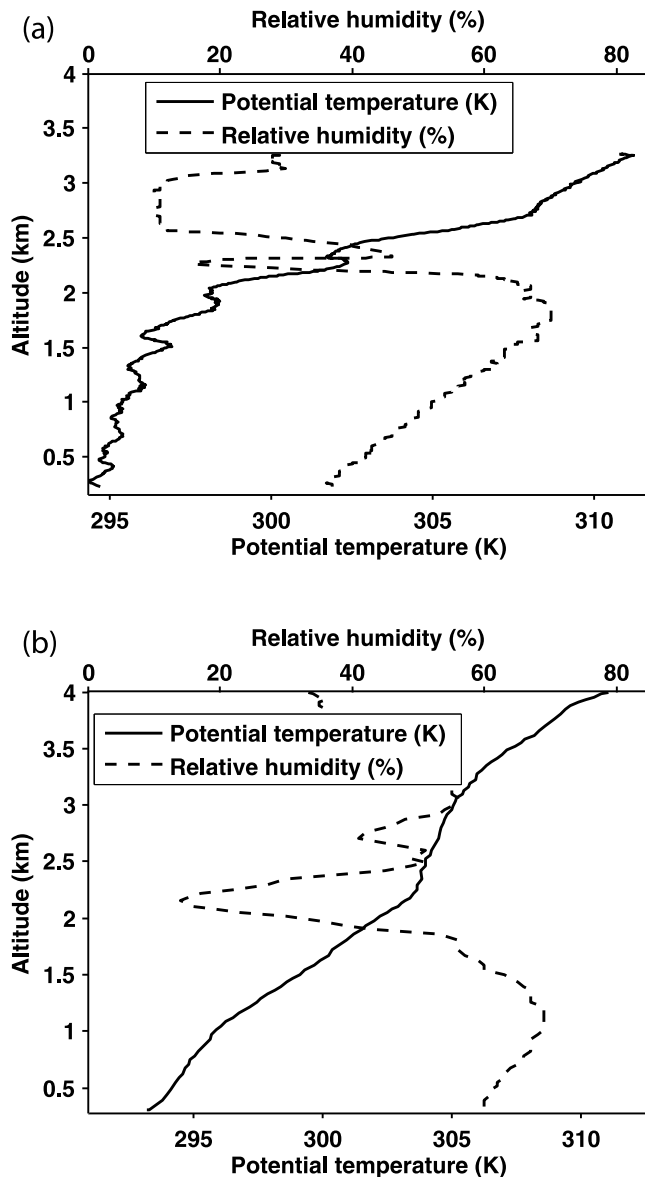 (a)
Relative humidity (%)
0 20 40 60 80
4
Potential temperature (K)
Relative humidity (%)
3.5
3
2.5
2
1.5
1
0.5
Altitude (km)
295 300 305 310
Potential temperature (K)
(b)
Relative humidity (%)
0 20 40 60 80
4
Potential temperature (K)
Relative humidity (%)
3.5
3
2.5
2
1.5
1
0.5
Altitude (km)
295 300 305 310
Potential temperature (K)